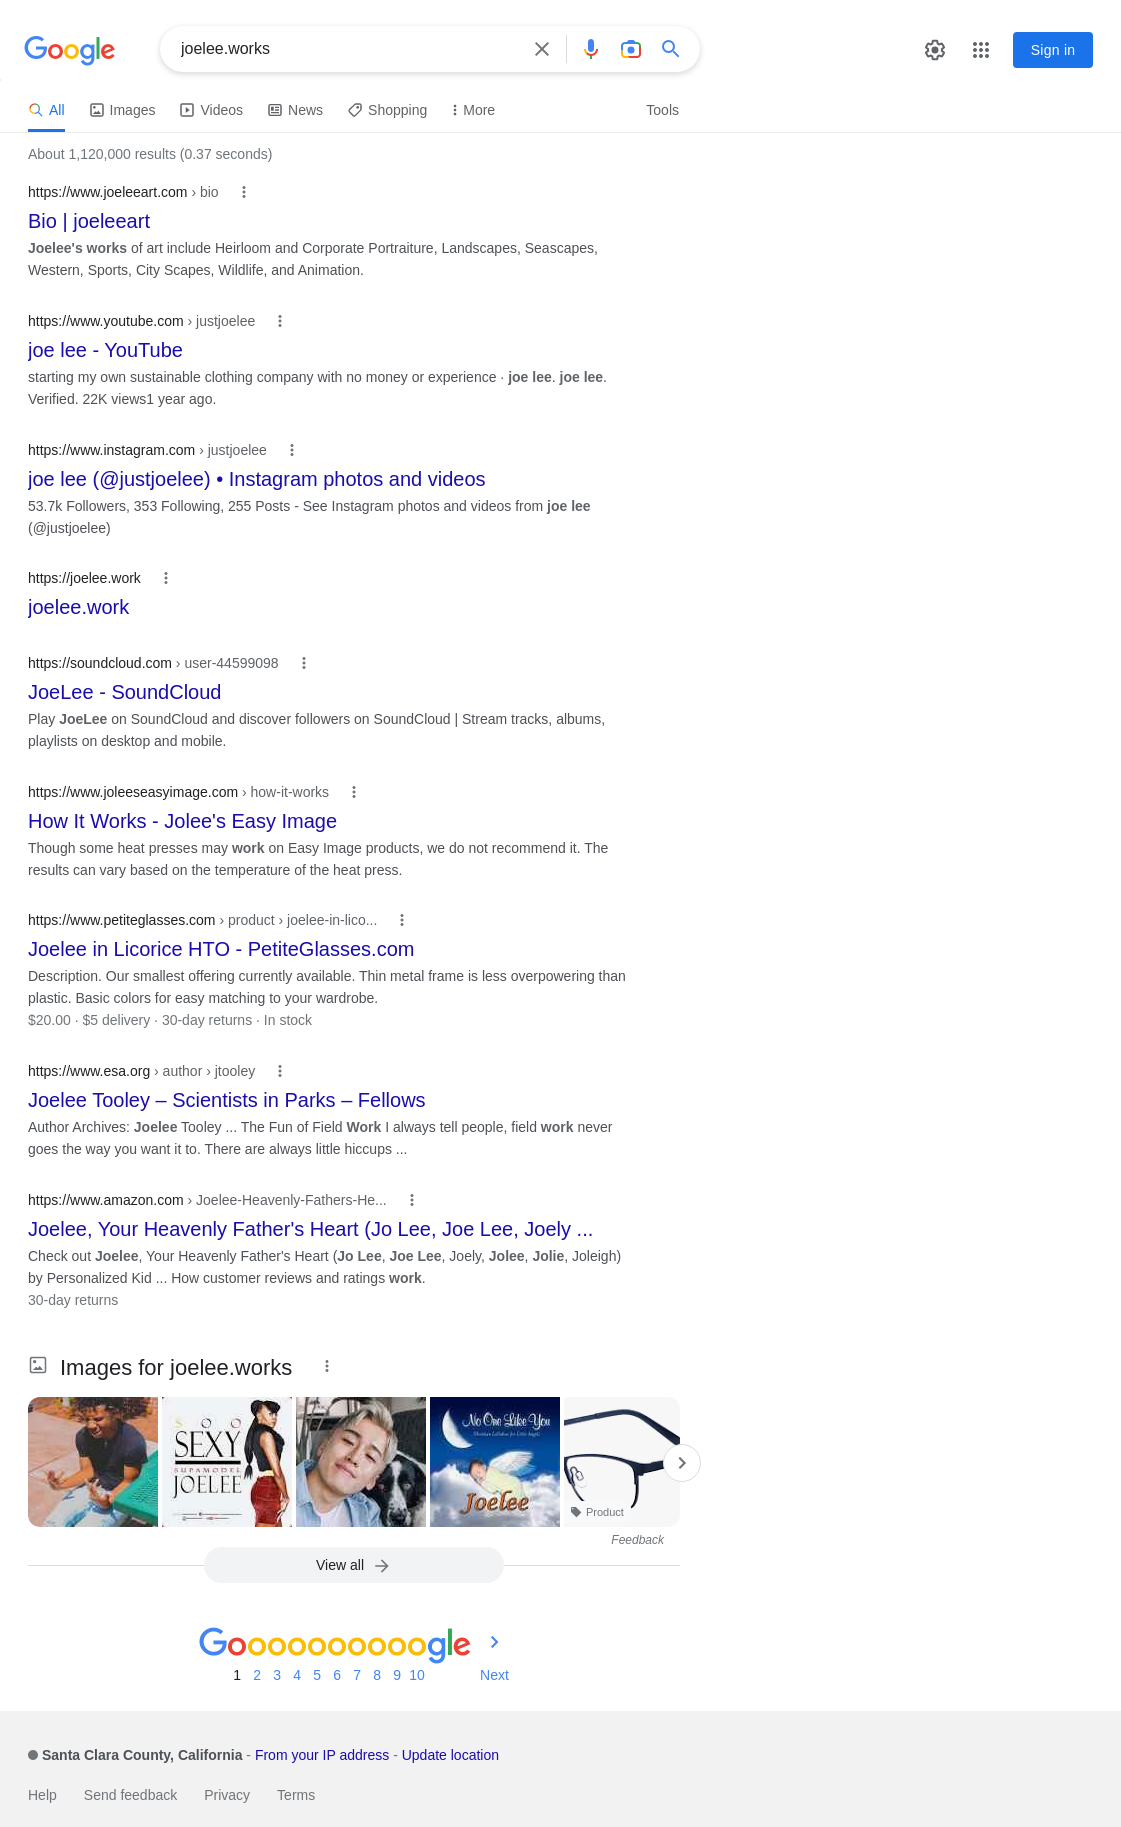 Google
joelee.works
Sign in
All
Images
Videos
News
Shopping
More
Tools
About 1,120,000 results (0.37 seconds)
https://www.joeleeart.com › bio
Bio | joeleeart
Joelee's works of art include Heirloom and Corporate Portraiture, Landscapes, Seascapes,
Western, Sports, City Scapes, Wildlife, and Animation.
https://www.youtube.com › justjoelee
joe lee - YouTube
starting my own sustainable clothing company with no money or experience · joe lee. joe lee.
Verified. 22K views1 year ago.
https://www.instagram.com › justjoelee
joe lee (@justjoelee) • Instagram photos and videos
53.7k Followers, 353 Following, 255 Posts - See Instagram photos and videos from joe lee
(@justjoelee)
https://joelee.work
joelee.work
https://soundcloud.com › user-44599098
JoeLee - SoundCloud
Play JoeLee on SoundCloud and discover followers on SoundCloud | Stream tracks, albums,
playlists on desktop and mobile.
https://www.joleeseasyimage.com › how-it-works
How It Works - Jolee's Easy Image
Though some heat presses may work on Easy Image products, we do not recommend it. The
results can vary based on the temperature of the heat press.
https://www.petiteglasses.com › product › joelee-in-lico...
Joelee in Licorice HTO - PetiteGlasses.com
Description. Our smallest offering currently available. Thin metal frame is less overpowering than
plastic. Basic colors for easy matching to your wardrobe.
$20.00 · $5 delivery · 30-day returns · In stock
https://www.esa.org › author › jtooley
Joelee Tooley – Scientists in Parks – Fellows
Author Archives: Joelee Tooley ... The Fun of Field Work I always tell people, field work never
goes the way you want it to. There are always little hiccups ...
https://www.amazon.com › Joelee-Heavenly-Fathers-He...
Joelee, Your Heavenly Father's Heart (Jo Lee, Joe Lee, Joely ...
Check out Joelee, Your Heavenly Father's Heart (Jo Lee, Joe Lee, Joely, Jolee, Jolie, Joleigh)
by Personalized Kid ... How customer reviews and ratings work.
30-day returns
Images for joelee.works
SOSO
SEXY
SUPAMODEL
JOELEE
No One Like You
Joelee
Product
Feedback
View all
Goooooooooogle
1 2 3 4 5 6 7 8 9 10 Next
Santa Clara County, California - From your IP address - Update location
Help Send feedback Privacy Terms